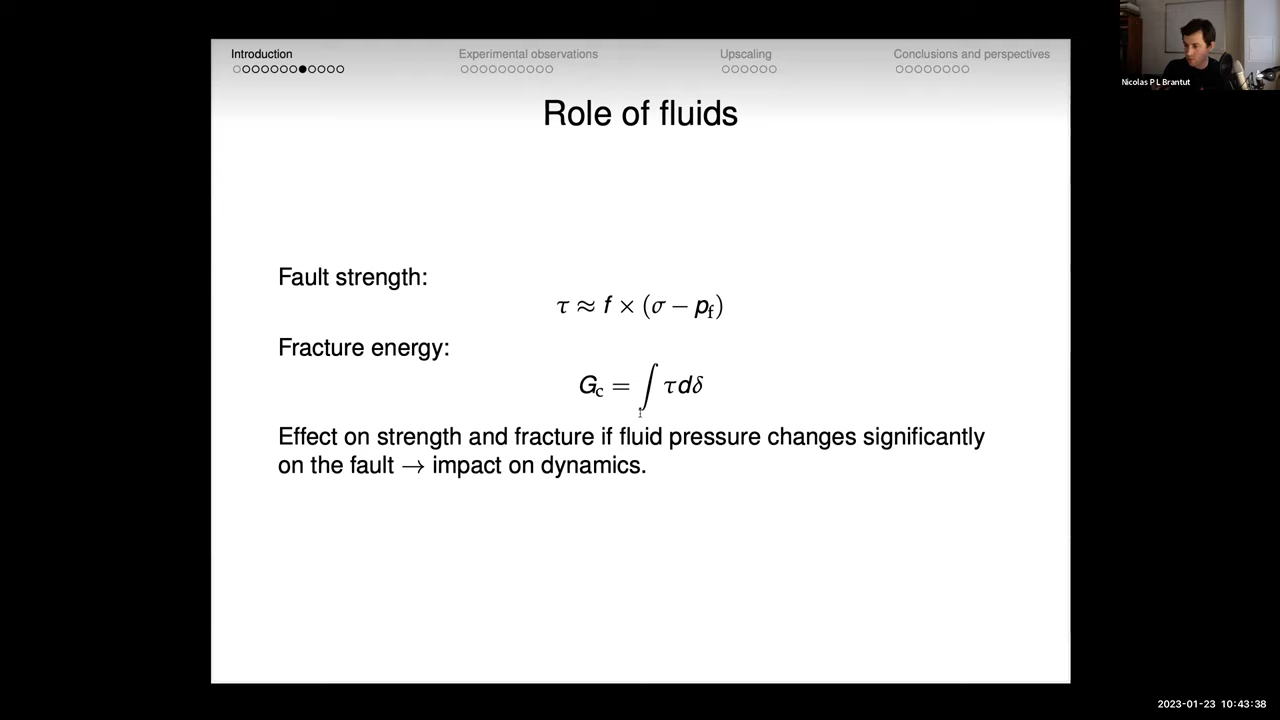 Introduction
Experimental observations
Upscaling
Conclusions and perspectives
Nicolas P L Brantut
Role of fluids
Fault strength:
τ ≈ f × (σ − p_f)
Fracture energy:
G_c = ∫ τdδ
Effect on strength and fracture if fluid pressure changes significantly
on the fault → impact on dynamics.
2023-01-23 10:43:38